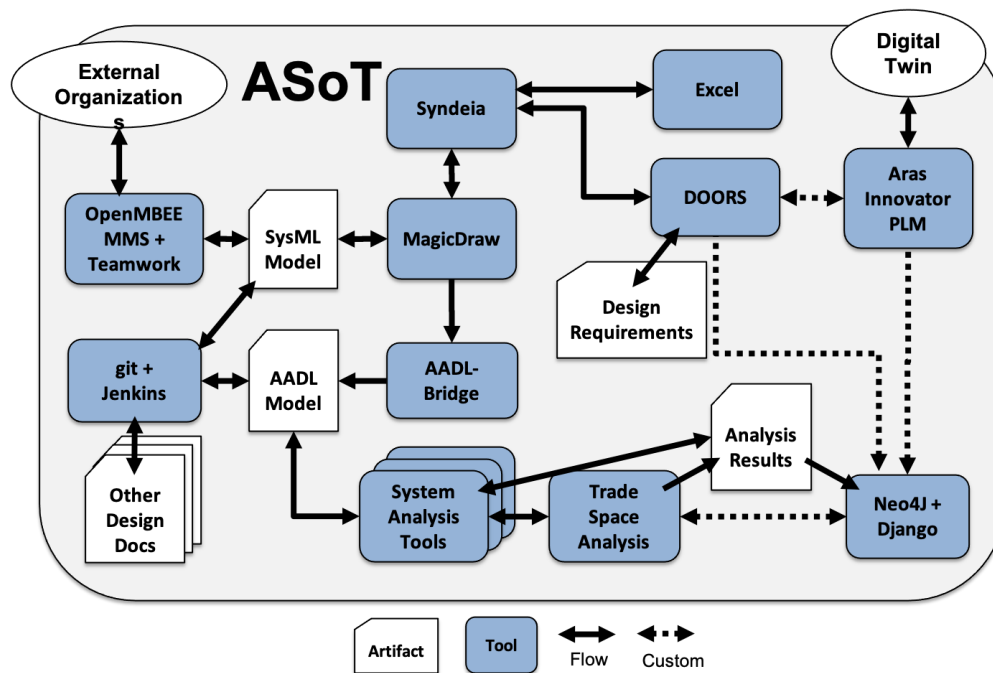 External
Organization
s
ASoT
Digital
Twin
Syndeia
Excel
OpenMBEE
MMS +
Teamwork
SysML
Model
MagicDraw
DOORS
Aras
Innovator
PLM
Design
Requirements
git +
Jenkins
AADL
Model
AADL-
Bridge
Analysis
Results
Other
Design
Docs
System
Analysis
Tools
Trade
Space
Analysis
Neo4J +
Django
Artifact
Tool
Flow
Custom